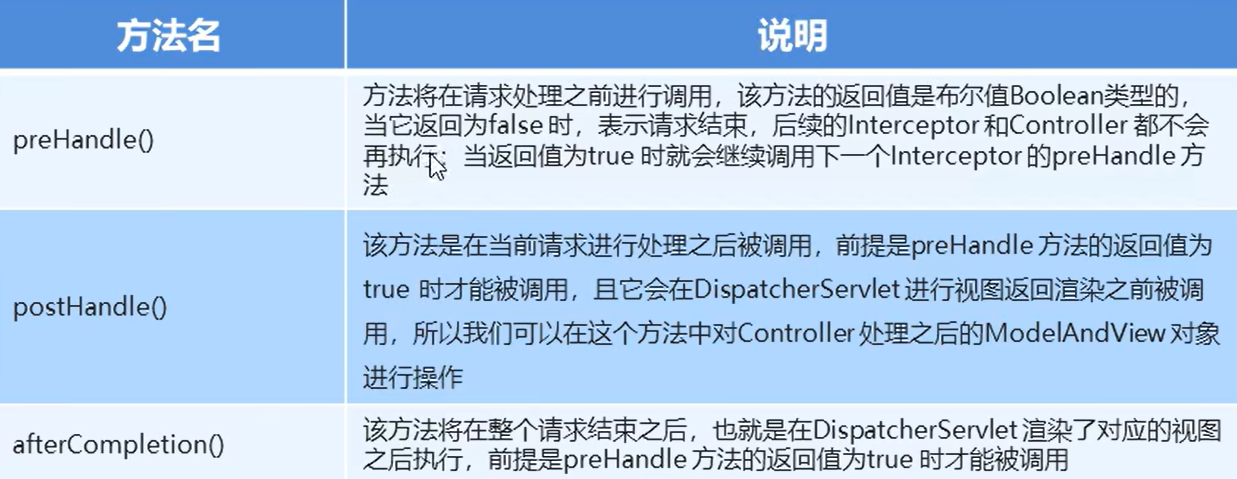 方法名
说明
preHandle()
方法将在请求处理之前进行调用，该方法的返回值是布尔值Boolean类型的，
当它返回为false 时，表示请求结束，后续的Interceptor 和Controller 都不会
再执行；当返回值为true 时就会继续调用下一个Interceptor 的preHandle 方
法
postHandle()
该方法是在当前请求进行处理之后被调用，前提是preHandle 方法的返回值为
true 时才能被调用，且它会在DispatcherServlet 进行视图返回渲染之前被调
用，所以我们可以在这个方法中对Controller 处理之后的ModelAndView 对象
进行操作
afterCompletion()
该方法将在整个请求结束之后，也就是在DispatcherServlet 渲染了对应的视图
之后执行，前提是preHandle 方法的返回值为true 时才能被调用